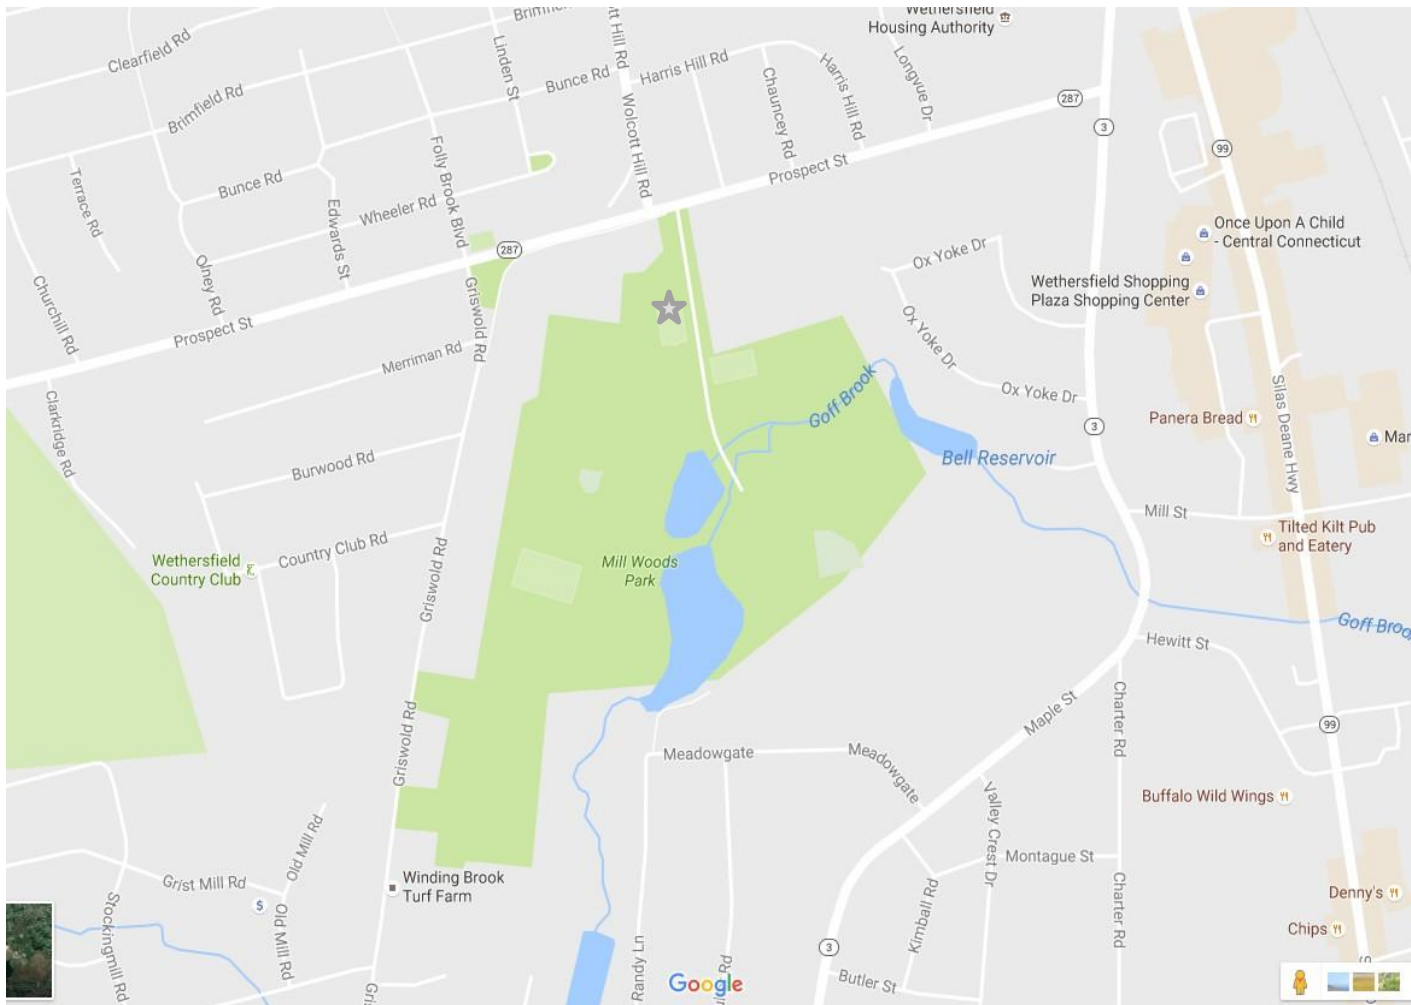 Wethersfield
Housing Authority
Clearfield Rd
Linden St
Wolcott Hill Rd
Bunce Rd
Harris Hill Rd
Chauncey Rd
Harris Hill Rd
Longvue Dr
287
3
99
Brimfield Rd
Folly Brook Blvd
Terrace Rd
Bunce Rd
Edwards St
Wheeler Rd
Prospect St
Olney Rd
287
Churchill Rd
Prospect St
Griswold Rd
Merriman Rd
Ox Yoke Dr
Once Upon A Child
- Central Connecticut
Wethersfield Shopping
Plaza Shopping Center
Ox Yoke Dr
Ox Yoke Dr
Goff Brook
Clarkridge Rd
Silas Deane Hwy
Panera Bread
3
Mar
Bell Reservoir
Burwood Rd
Mill St
Tilted Kilt Pub
and Eatery
Country Club Rd
Wethersfield
Country Club
Mill Woods
Park
Griswold Rd
Goff Broo
Hewitt St
Charter Rd
Maple St
99
Griswold Rd
Meadowgate
Meadowgate
Valley Crest Dr
Buffalo Wild Wings
Old Mill Rd
Montague St
Grist Mill Rd
$
Winding Brook
Turf Farm
Denny's
Chips
Stockingmill Rd
Old Mill Rd
Kimball Rd
Charter Rd
3
Randy Ln
Butler St
Google